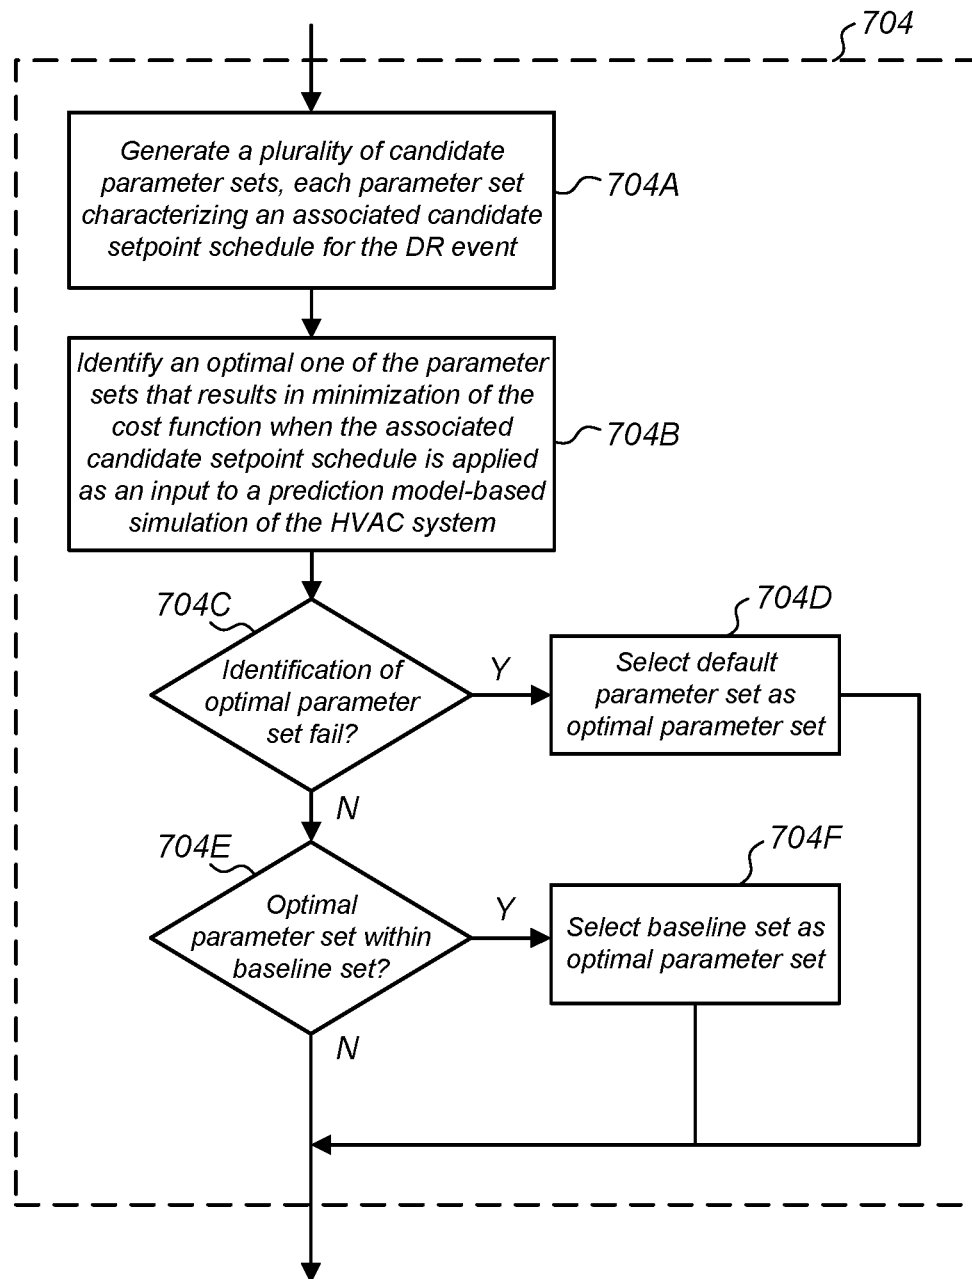 704
Generate a plurality of candidate
parameter sets, each parameter set
characterizing an associated candidate
setpoint schedule for the DR event
704A
Identify an optimal one of the parameter
sets that results in minimization of the
cost function when the associated
candidate setpoint schedule is applied
as an input to a prediction model-based
simulation of the HVAC system
704B
704C
Identification of
optimal parameter
set fail?
Y
704D
Select default
parameter set as
optimal parameter set
N
704E
Optimal
parameter set within
baseline set?
Y
704F
Select baseline set as
optimal parameter set
N